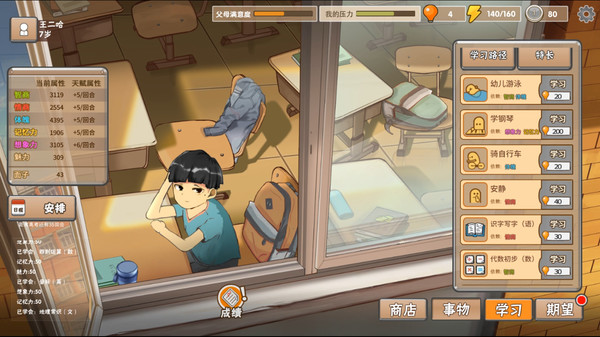 王二哈
7岁
父母满意度
我的压力
4
140/160
80
当前属性 天赋属性
智商 3119 +5/回合
情商 2554 +5/回合
体魄 4395 +5/回合
记忆力 1906 +5/回合
想象力 3105 +6/回合
魅力 309
面子 43
日程
安排
记忆力:50
魅力:50
想象力:50
记忆力:50
学习路径 特长
幼儿游泳
学习
20
学钢琴
学习
200
骑自行车
学习
20
安静
学习
40
识字写字（语）
学习
30
代数初步（数）
学习
30
成绩
商店 事物 学习 期望